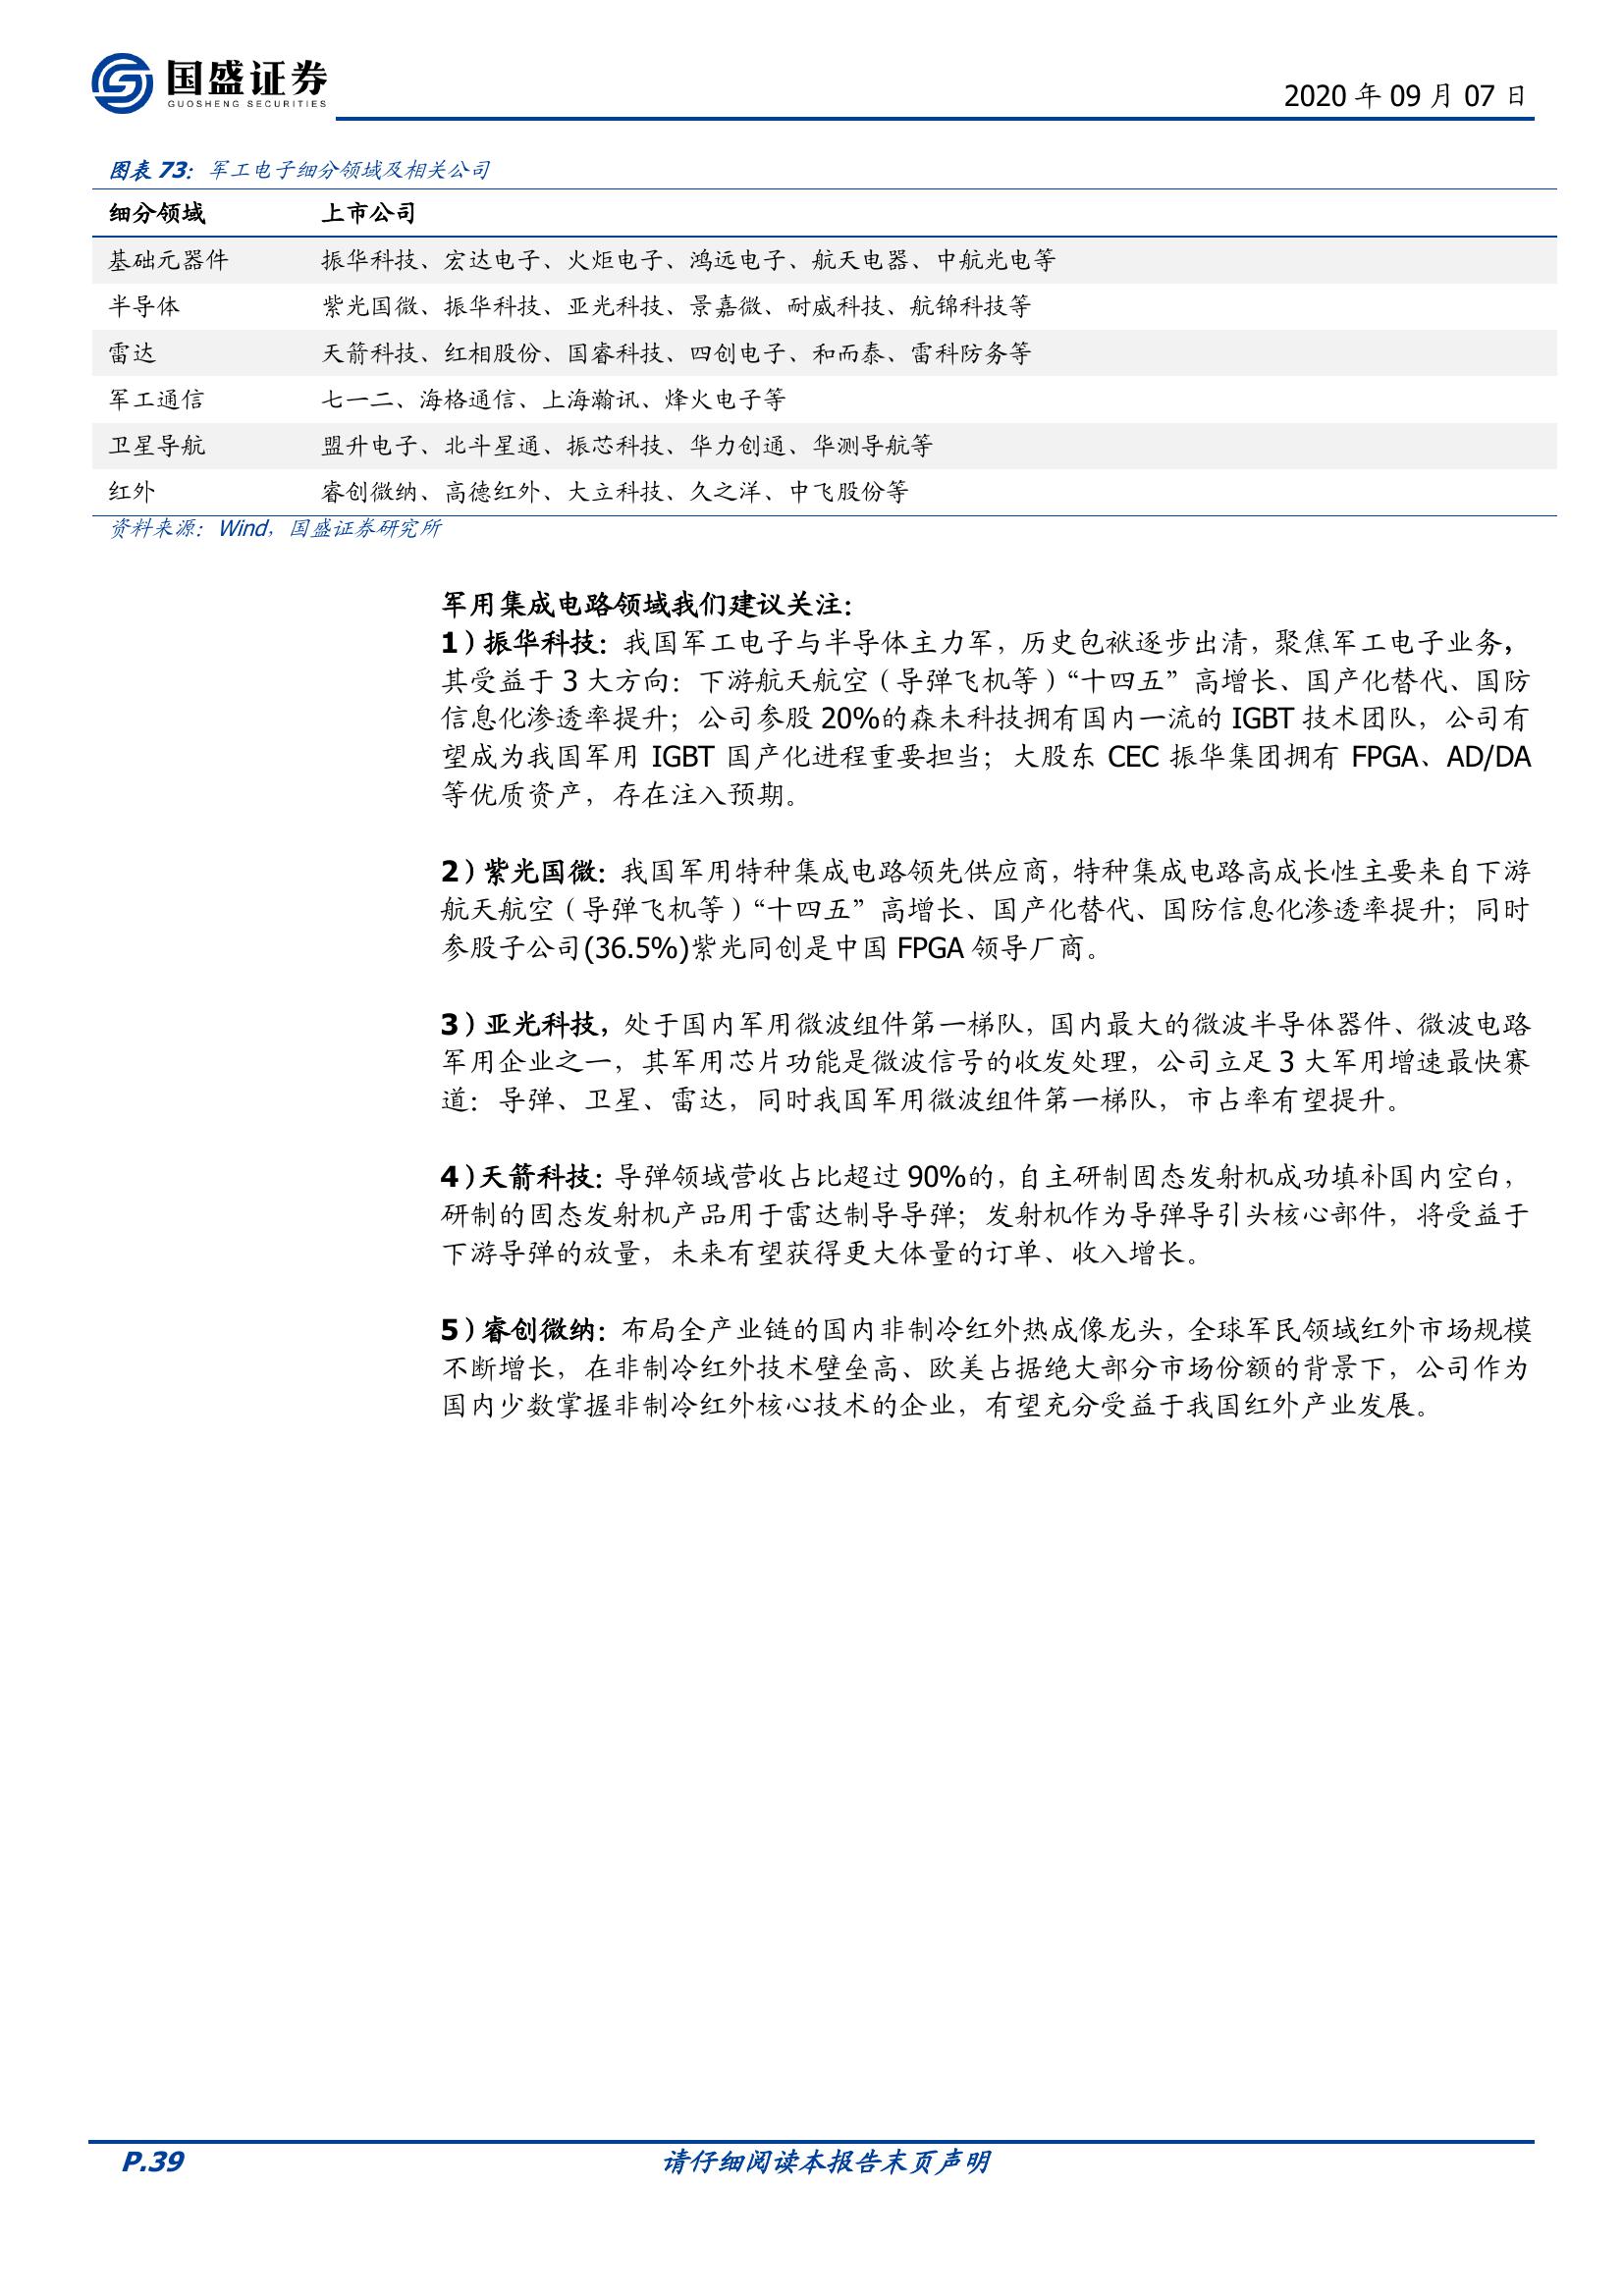 国盛证券
GUOSHENG SECURITIES
2020 年 09 月 07 日
图表 73：军工电子细分领域及相关公司
细分领域 上市公司
基础元器件 振华科技、宏达电子、火炬电子、鸿远电子、航天电器、中航光电等
半导体 紫光国微、振华科技、亚光科技、景嘉微、耐威科技、航锦科技等
雷达 天箭科技、红相股份、国睿科技、四创电子、和而泰、雷科防务等
军工通信 七一二、海格通信、上海瀚讯、烽火电子等
卫星导航 盟升电子、北斗星通、振芯科技、华力创通、华测导航等
红外 睿创微纳、高德红外、大立科技、久之洋、中飞股份等
资料来源：Wind，国盛证券研究所
军用集成电路领域我们建议关注：
1）振华科技：我国军工电子与半导体主力军，历史包袱逐步出清，聚焦军工电子业务，
其受益于 3 大方向：下游航天航空（导弹飞机等）“十四五”高增长、国产化替代、国防
信息化渗透率提升；公司参股 20%的森未科技拥有国内一流的 IGBT 技术团队，公司有
望成为我国军用 IGBT 国产化进程重要担当；大股东 CEC 振华集团拥有 FPGA、AD/DA
等优质资产，存在注入预期。
2）紫光国微：我国军用特种集成电路领先供应商，特种集成电路高成长性主要来自下游
航天航空（导弹飞机等）“十四五”高增长、国产化替代、国防信息化渗透率提升；同时
参股子公司(36.5%)紫光同创是中国 FPGA 领导厂商。
3）亚光科技，处于国内军用微波组件第一梯队，国内最大的微波半导体器件、微波电路
军用企业之一，其军用芯片功能是微波信号的收发处理，公司立足 3 大军用增速最快赛
道：导弹、卫星、雷达，同时我国军用微波组件第一梯队，市占率有望提升。
4）天箭科技：导弹领域营收占比超过 90%的，自主研制固态发射机成功填补国内空白，
研制的固态发射机产品用于雷达制导导弹；发射机作为导弹导引头核心部件，将受益于
下游导弹的放量，未来有望获得更大体量的订单、收入增长。
5）睿创微纳：布局全产业链的国内非制冷红外热成像龙头，全球军民领域红外市场规模
不断增长，在非制冷红外技术壁垒高、欧美占据绝大部分市场份额的背景下，公司作为
国内少数掌握非制冷红外核心技术的企业，有望充分受益于我国红外产业发展。
P.39 请仔细阅读本报告末页声明